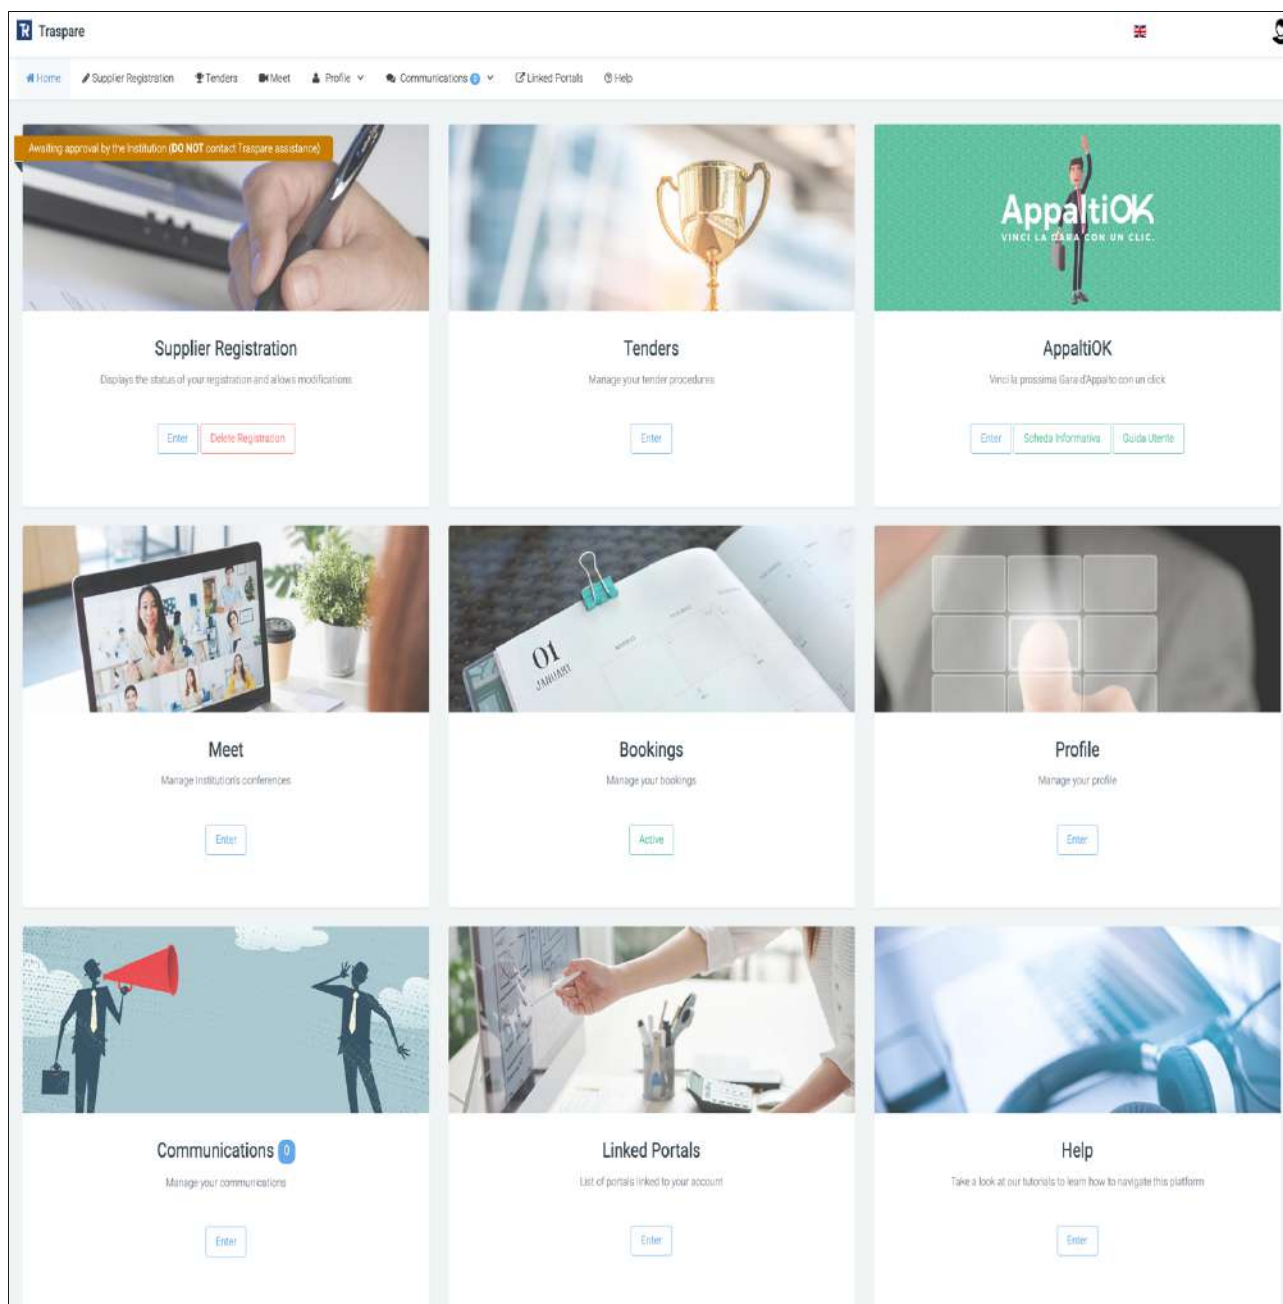 Traspare
Home Supplier Registration Tenders Meet Profile Communications 0 Linked Portals Help
Awaiting approval by the Institution (DO NOT contact Traspare assistance)
AppaltiOK
VINCI LA GARA CON UN CLIC.
Supplier Registration
Displays the status of your registration and allows modifications
Enter Delete Registration
Tenders
Manage your tender procedures
Enter
AppaltiOK
Vinci la prossima Gara d'Appalto con un click
Enter Scheda Informativa Guida Utente
01
JANUARY
Meet
Manage Institution's conferences
Enter
Bookings
Manage your bookings
Active
Profile
Manage your profile
Enter
Communications 0
Manage your communications
Enter
Linked Portals
List of portals linked to your account
Enter
Help
Take a look at our tutorials to learn how to navigate this platform
Enter